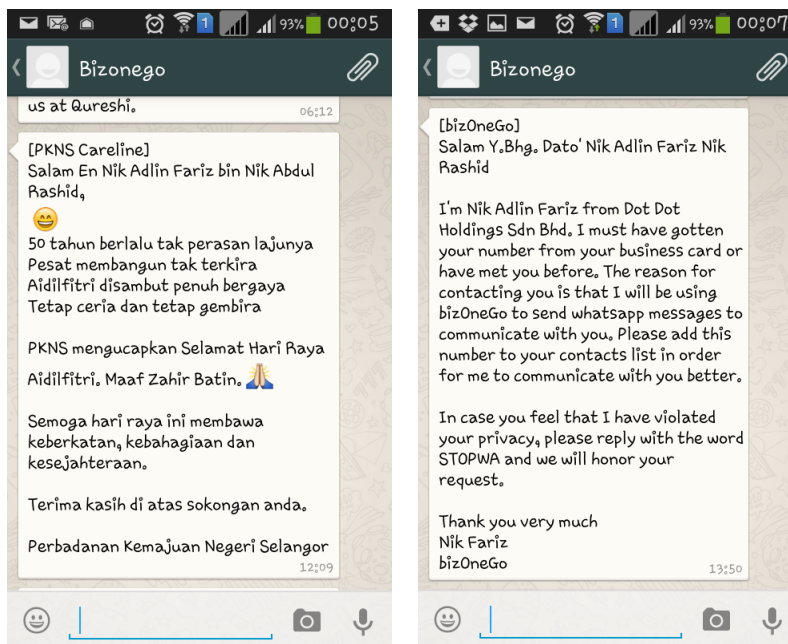 93% 00:05
Bizonego
us at Qureshi.
06:12
[PKNS Careline]
Salam En Nik Adlin Fariz bin Nik Abdul
Rashid,
50 tahun berlalu tak perasan lajunya
Pesat membangun tak terkira
Aidilfitri disambut penuh bergaya
Tetap ceria dan tetap gembira
PKNS mengucapkan Selamat Hari Raya
Aidilfitri. Maaf Zahir Batin.
Semoga hari raya ini membawa
keberkatan, kebahagiaan dan
kesejahteraan.
Terima kasih di atas sokongan anda.
Perbadanan Kemajuan Negeri Selangor
12:09
1 93% 00:07
Bizonego
[bizOneGo]
Salam Y.Bhg. Dato' Nik Adlin Fariz Nik
Rashid
I'm Nik Adlin Fariz from Dot Dot
Holdings Sdn Bhd. I must have gotten
your number from your business card or
have met you before. The reason for
contacting you is that I will be using
bizOneGo to send whatsapp messages to
communicate with you. Please add this
number to your contacts list in order
for me to communicate with you better.
In case you feel that I have violated
your privacy, please reply with the word
STOPWA and we will honor your
request.
Thank you very much
Nik Fariz
bizOneGo
13:50